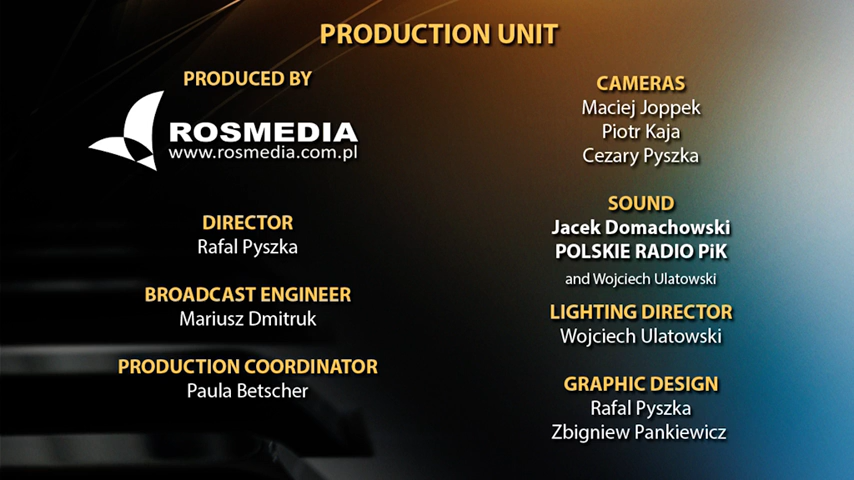 PRODUCTION UNIT
PRODUCED BY
ROSMEDIA
www.rosmedia.com.pl
DIRECTOR
Rafal Pyszka
BROADCAST ENGINEER
Mariusz Dmitruk
PRODUCTION COORDINATOR
Paula Betscher
CAMERAS
Maciej Joppek
Piotr Kaja
Cezary Pyszka
SOUND
Jacek Domachowski
POLSKIE RADIO PiK
and Wojciech Ulatowski
LIGHTING DIRECTOR
Wojciech Ulatowski
GRAPHIC DESIGN
Rafal Pyszka
Zbigniew Pankiewicz